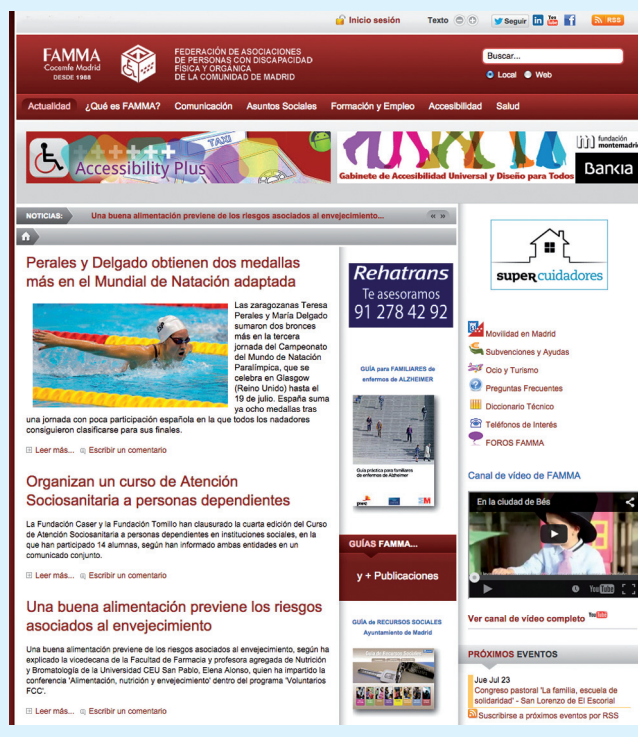 Inicio sesión
Texto
Seguir
RSS
FAMMA
Cocemfe Madrid
DESDE 1988
FEDERACIÓN DE ASOCIACIONES
DE PERSONAS CON DISCAPACIDAD
FÍSICA Y ORGÁNICA
DE LA COMUNIDAD DE MADRID
Buscar...
Local
Web
Actualidad ¿Qué es FAMMA? Comunicación Asuntos Sociales Formación y Empleo Accesibilidad Salud
TAXI
Accessibility Plus
Gabinete de Accesibilidad Universal y Diseño para Todos
fundación
montemadrid
Bankia
NOTICIAS:
Una buena alimentación previene de los riesgos asociados al envejecimiento...
Perales y Delgado obtienen dos medallas
más en el Mundial de Natación adaptada
Las zaragozanas Teresa
Perales y María Delgado
sumaron dos bronces
más en la tercera
jornada del Campeonato
del Mundo de Natación
Paralímpica, que se
celebra en Glasgow
(Reino Unido) hasta el
19 de julio. España suma
ya ocho medallas tras
una jornada con poca participación española en la que todos los nadadores
consiguieron clasificarse para sus finales.
Leer más... Escribir un comentario
Organizan un curso de Atención
Sociosanitaria a personas dependientes
La Fundación Caser y la Fundación Tomillo han clausurado la cuarta edición del Curso
de Atención Sociosanitaria a personas dependientes en instituciones sociales, en la
que han participado 14 alumnas, según han informado ambas entidades en un
comunicado conjunto.
Leer más... Escribir un comentario
Una buena alimentación previene los riesgos
asociados al envejecimiento
Una buena alimentación previene de los riesgos asociados al envejecimiento, según ha
explicado la vicedecana de la Facultad de Farmacia y profesora agregada de Nutrición
y Bromatología de la Universidad CEU San Pablo, Elena Alonso, quien ha impartido la
conferencia 'Alimentación, nutrición y envejecimiento' dentro del programa 'Voluntarios
FCC'.
Leer más... Escribir un comentario
Rehatrans
Te asesoramos
91 278 42 92
GUÍA para FAMILIARES de
enfermos de ALZHEIMER
Guía práctica para familiares
de enfermos de Alzheimer
pwc
GUÍAS FAMMA...
y + Publicaciones
GUÍA de RECURSOS SOCIALES
Ayuntamiento de Madrid
Guía de Recursos Sociales
supercuidadores
Movilidad en Madrid
Subvenciones y Ayudas
Ocio y Turismo
Preguntas Frecuentes
Diccionario Técnico
Teléfonos de Interés
FOROS FAMMA
Canal de vídeo de FAMMA
En la ciudad de Bés
YouTube
Ver canal de vídeo completo YouTube
PRÓXIMOS EVENTOS
Jue Jul 23
Congreso pastoral 'La familia, escuela de
solidaridad' - San Lorenzo de El Escorial
Suscribirse a próximos eventos por RSS